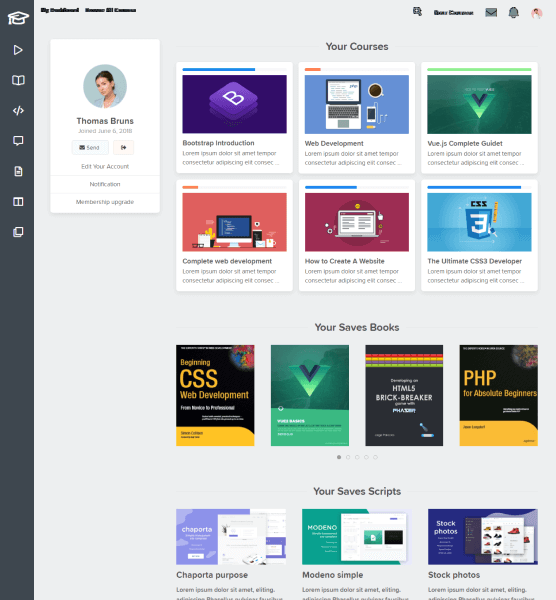 My Dashboard Browse All Courses
Your Courses
Thomas Bruns
Joined June 6, 2018
Send
Edit Your Account
Notification
Membership upgrade
Bootstrap Introduction
Lorem ipsum dolor sit amet tempor
consectetur adipiscing elit consec ...
Web Development
Lorem ipsum dolor sit amet tempor
consectetur adipiscing elit consec ...
Vue.js Complete Guidet
Lorem ipsum dolor sit amet tempor
consectetur adipiscing elit consec ...
Complete web development
Lorem ipsum dolor sit amet tempor
consectetur adipiscing elit consec ...
How to Create A Website
Lorem ipsum dolor sit amet tempor
consectetur adipiscing elit consec ...
CSS
3
The Ultimate CSS3 Developer
Lorem ipsum dolor sit amet tempor
consectetur adipiscing elit consec ...
Your Saves Books
Beginning
CSS
Web Development
From Novice to Professional
VUEJS BASICS
Developing an
HTML5
BRICK-BREAKER
game with
PHASER
PHP
for Absolute Beginners
Your Saves Scripts
chaporta
Chaporta purpose
Lorem ipsum dolor sit amet, eliting.
adipiscing Phasellus pulvinar faucibus
MODENO
Modeno simple
Lorem ipsum dolor sit amet, eliting.
adipiscing Phasellus pulvinar faucibus
Stock
photos
Stock photos
Lorem ipsum dolor sit amet, eliting.
adipiscing Phasellus pulvinar faucibus